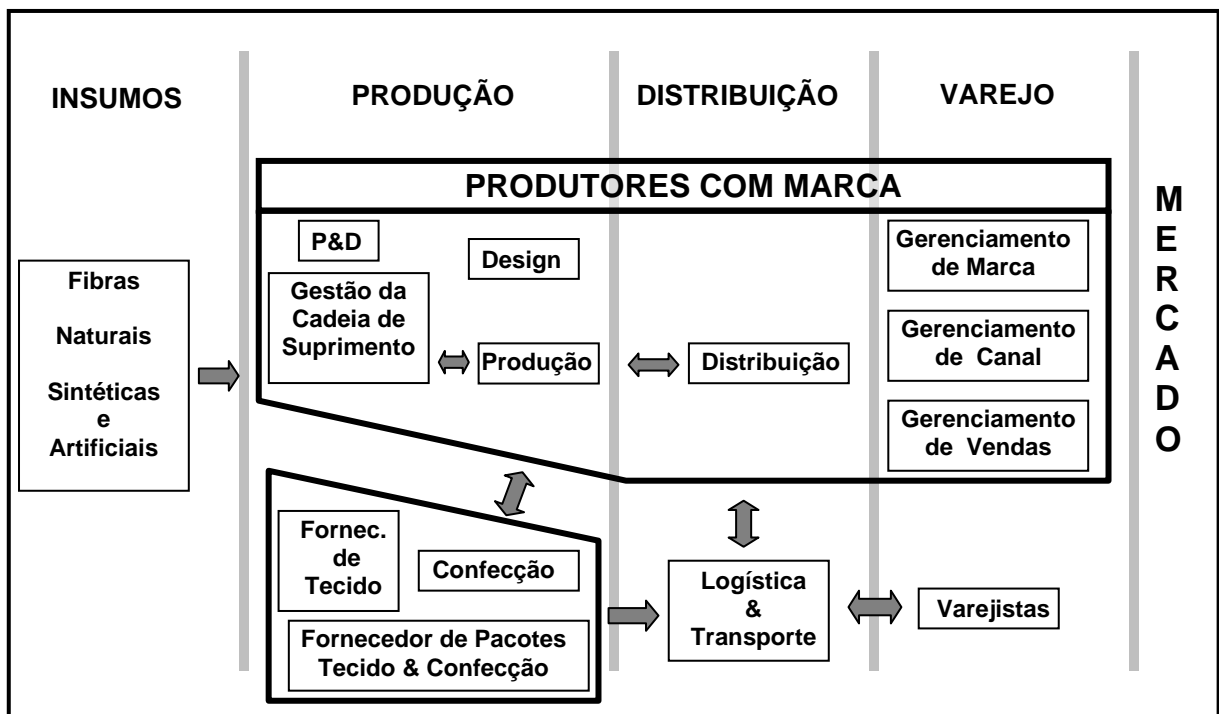 INSUMOS
PRODUÇÃO
DISTRIBUIÇÃO
VAREJO
PRODUTORES COM MARCA
Fibras
Naturais
Sintéticas
e
Artificiais
P&D
Design
Gestão da
Cadeia de
Suprimento
Produção
Distribuição
Gerenciamento
de Marca
Gerenciamento
de Canal
Gerenciamento
de Vendas
Fornec.
de
Tecido
Confecção
Fornecedor de Pacotes
Tecido & Confecção
Logística
&
Transporte
Varejistas
M
E
R
C
A
D
O